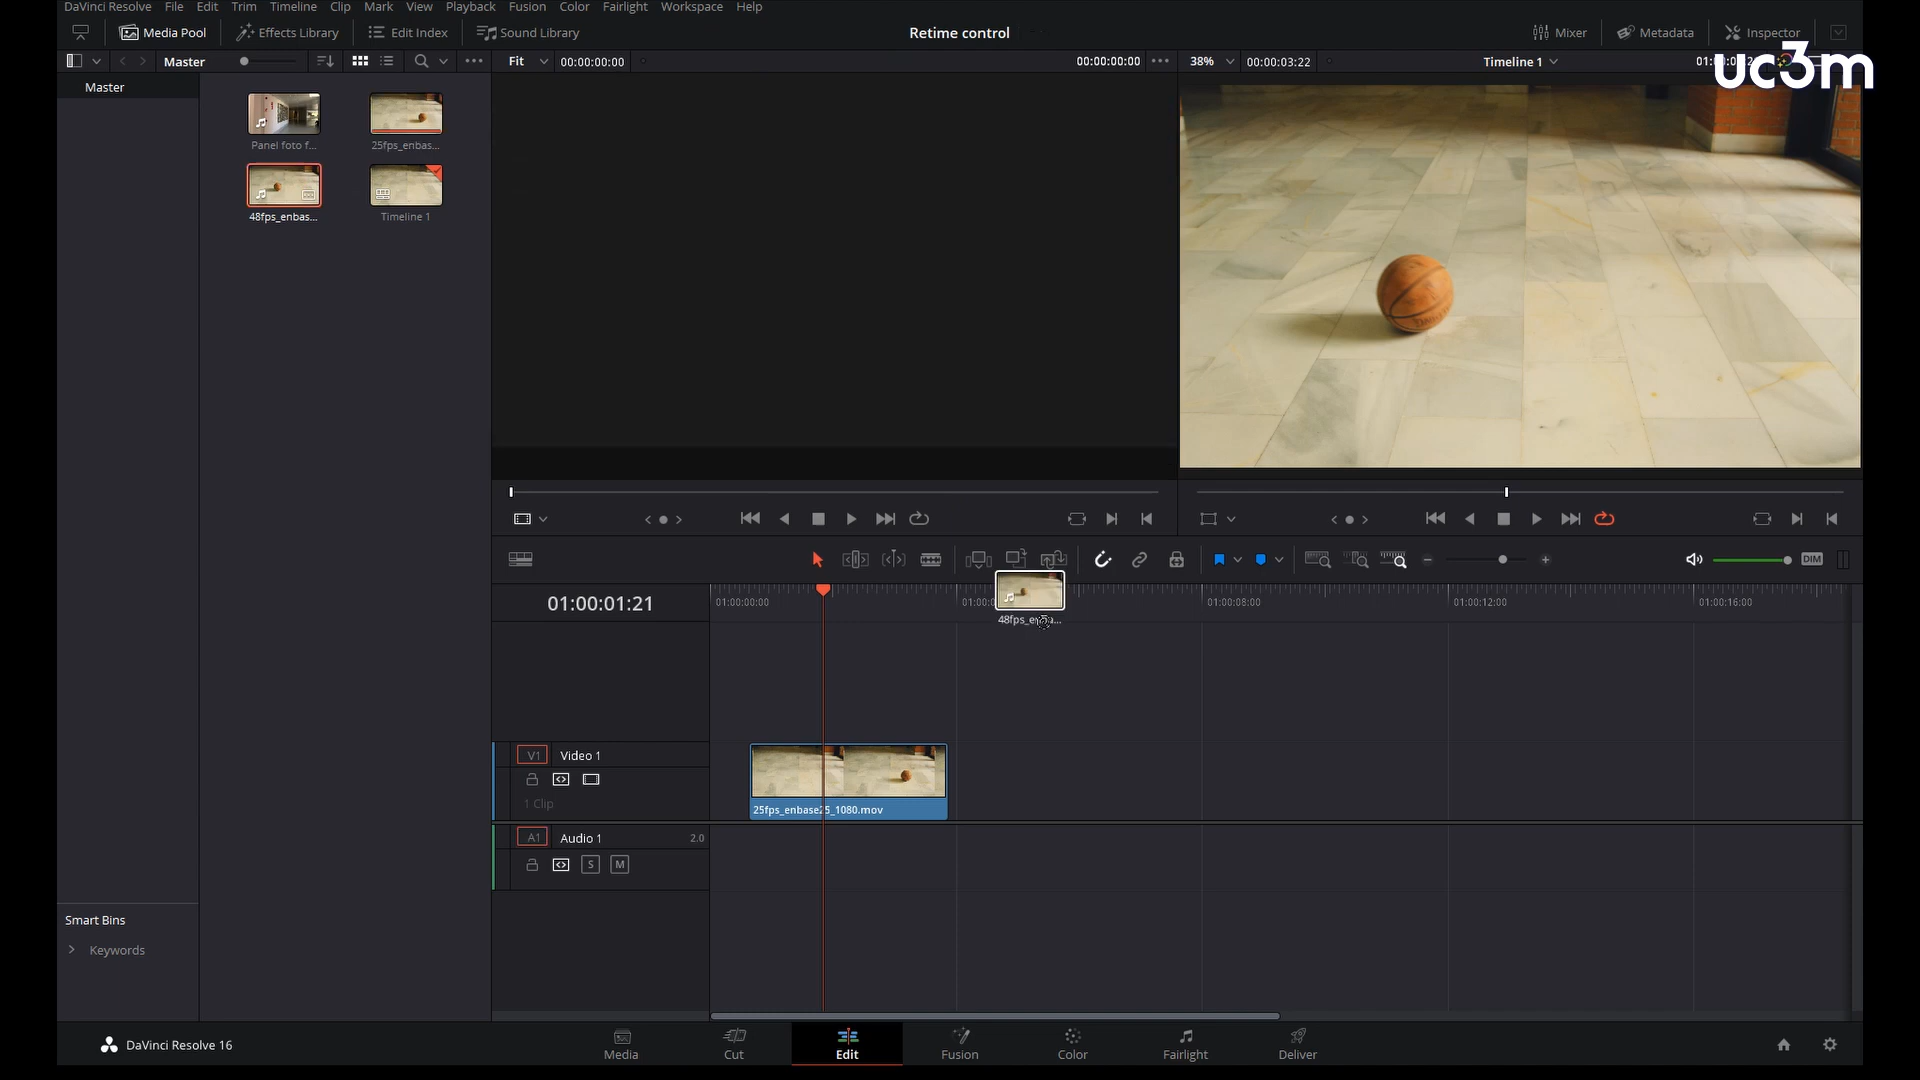 DaVinci Resolve File Edit Trim Timeline Clip Mark View Playback Fusion Color Fairlight Workspace Help
Media Pool Effects Library Edit Index Sound Library Retime control Mixer Metadata Inspector
Master Fit 00:00:00:00 00:00:00:00 38% 00:00:03:22 Timeline 1
uc3m
Master
Panel foto f...
25fps_enbas...
48fps_enbas...
Timeline 1
DIM
01:00:01:21
01:00:00:00 01:00:08:00 01:00:12:00 01:00:16:00
V1 Video 1
1 Clip
25fps_enbase25_1080.mov
A1 Audio 1 2.0
S M
Smart Bins
Keywords
DaVinci Resolve 16
Media Cut Edit Fusion Color Fairlight Deliver